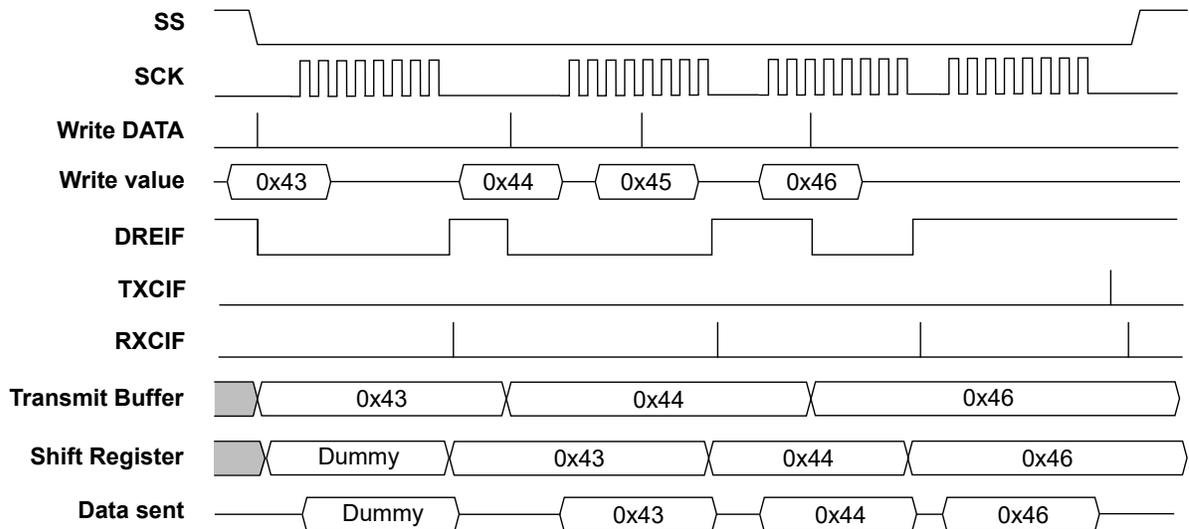 SS
SCK
Write DATA
Write value 0x43 0x44 0x45 0x46
DREIF
TXCIF
RXCIF
Transmit Buffer 0x43 0x44 0x46
Shift Register Dummy 0x43 0x44 0x46
Data sent Dummy 0x43 0x44 0x46